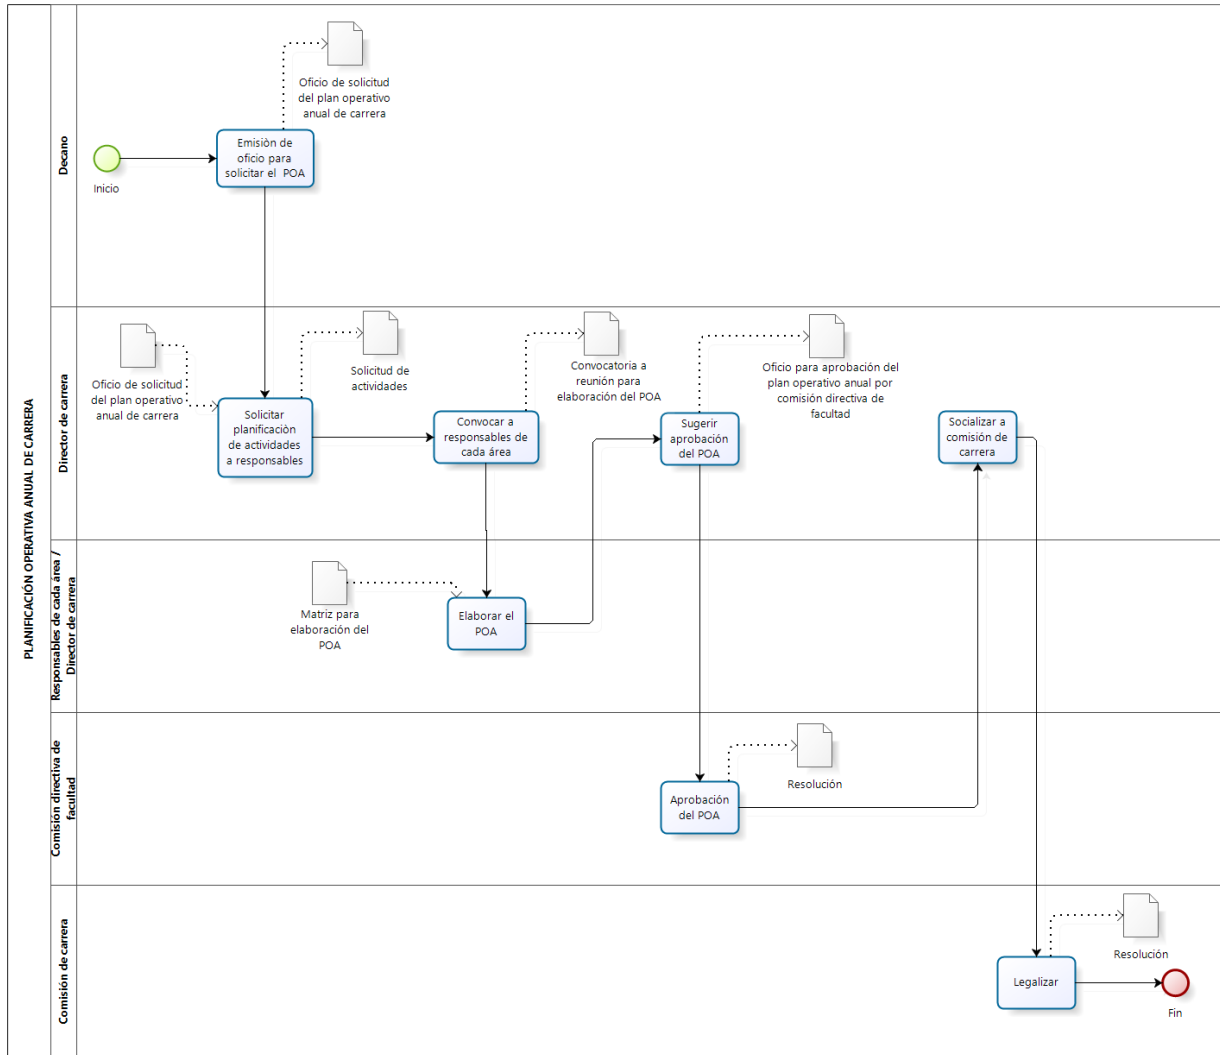 PLANIFICACIÓN OPERATIVA ANUAL DE CARRERA
Decano
Oficio de solicitud
del plan operativo
anual de carrera
Emisiòn de
oficio para
solicitar el POA
Inicio
Director de carrera
Oficio de solicitud
del plan operativo
anual de carrera
Solicitud de
actividades
Solicitar
planificaciòn
de actividades
a responsables
Convocatoria a
reunión para
elaboración del POA
Convocar a
responsables de
cada área
Oficio para aprobación del
plan operativo anual por
comisión directiva de
facultad
Sugerir
aprobación
del POA
Socializar a
comisión de
carrera
Responsables de cada área /
Director de carrera
Matriz para
elaboración del
POA
Elaborar el
POA
Comisión directiva de
facultad
Resolución
Aprobación
del POA
Comisión de carrera
Resolución
Legalizar
Fin